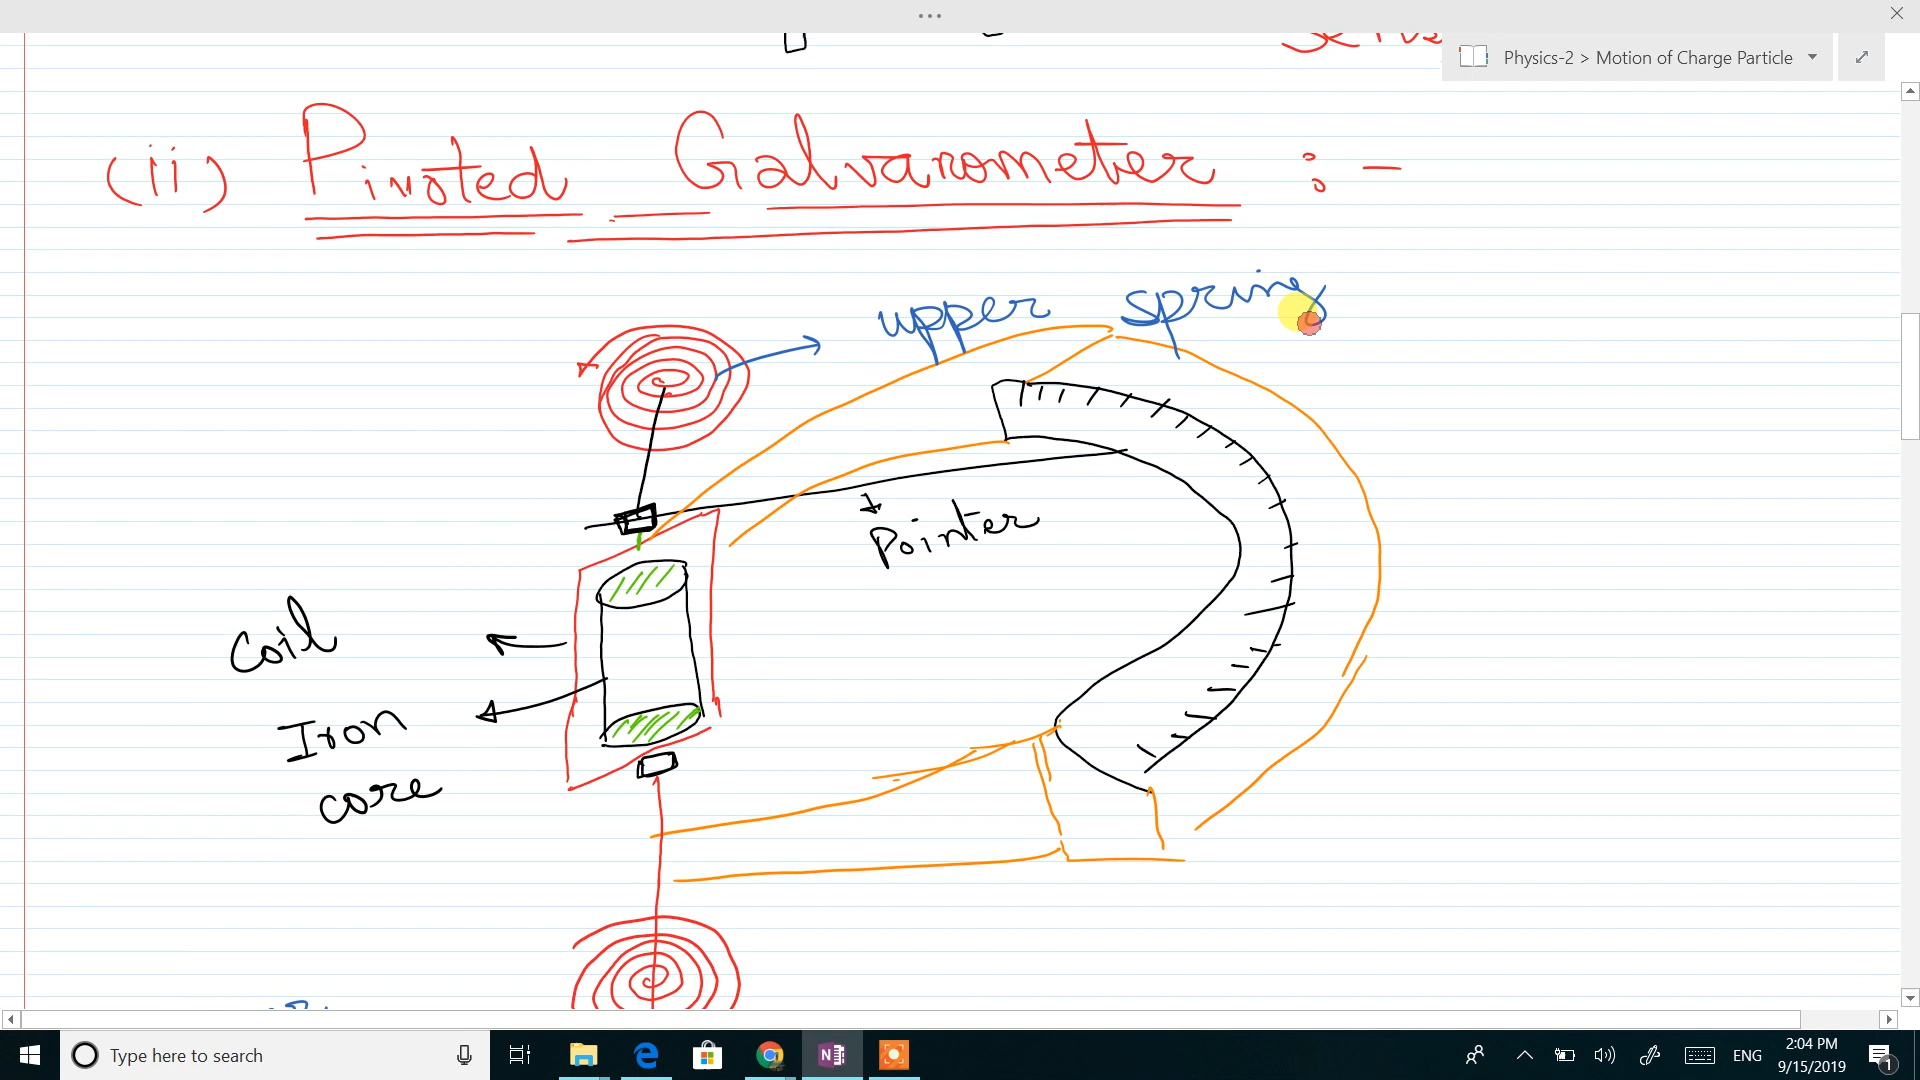 Physics-2 > Motion of Charge Particle
(ii) Pivoted Galvanometer :-
upper spring
Pointer
Coil
Iron
core
Type here to search
ENG
2:04 PM
9/15/2019
1